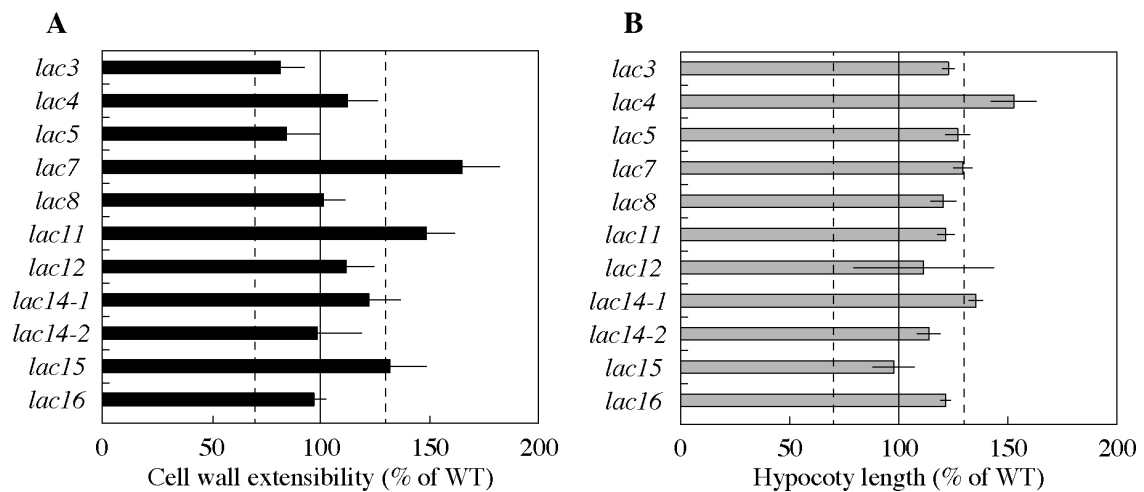 A
lac3
lac4
lac5
lac7
lac8
lac11
lac12
lac14-1
lac14-2
lac15
lac16
0 50 100 150 200
Cell wall extensibility (% of WT)
B
lac3
lac4
lac5
lac7
lac8
lac11
lac12
lac14-1
lac14-2
lac15
lac16
0 50 100 150 200
Hypocoty length (% of WT)